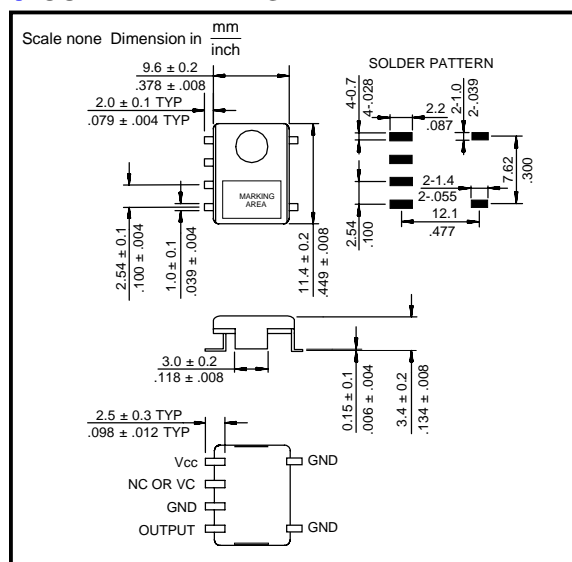 Scale none Dimension in mm
inch
9.6 ± 0.2
.378 ± .008
2.0 ± 0.1 TYP
.079 ± .004 TYP
MARKING
AREA
2.54 ± 0.1
.100 ± .004
1.0 ± 0.1
.039 ± .004
11.4 ± 0.2
.449 ± .008
SOLDER PATTERN
4-0.7
4-.028
2.2
.087
2-1.0
2-.039
7.62
.300
2-1.4
2-.055
12.1
.477
2.54
.100
3.0 ± 0.2
.118 ± .008
0.15 ± 0.1
.006 ± .004
3.4 ± 0.2
.134 ± .008
2.5 ± 0.3 TYP
.098 ± .012 TYP
Vcc
GND
NC OR VC
GND
OUTPUT
GND